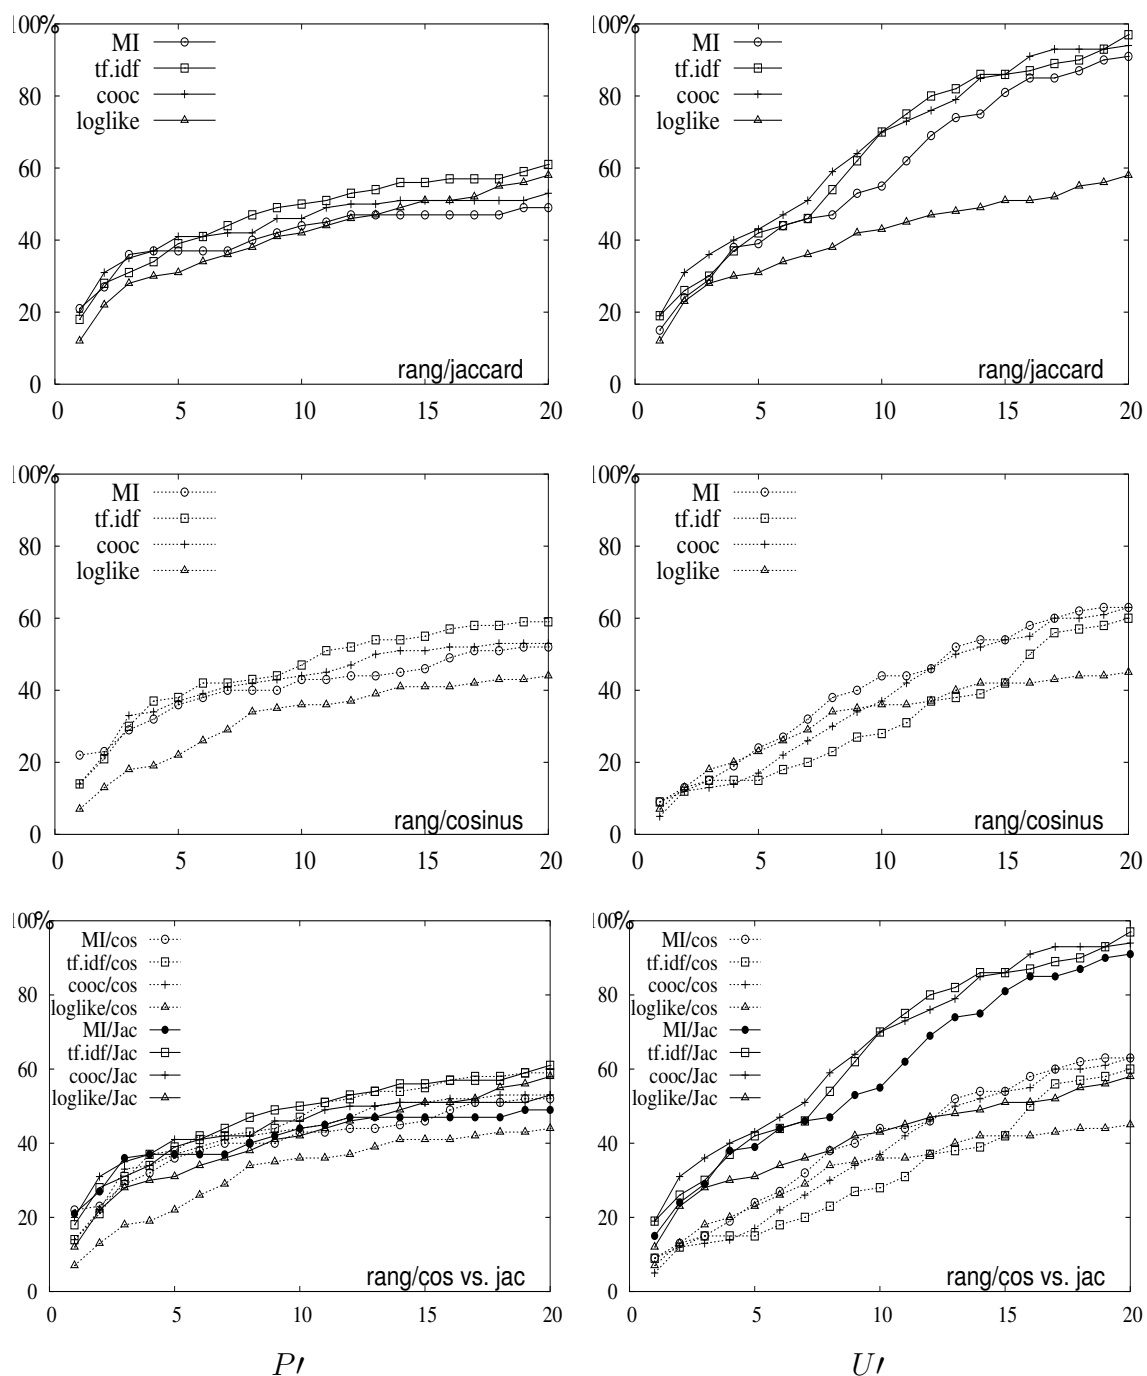 100%
MI
tf.idf
cooc
loglike
80
60
40
20
0
rang/jaccard
0 5 10 15 20
100%
MI
tf.idf
cooc
loglike
80
60
40
20
0
rang/jaccard
0 5 10 15 20
%
MI
tf.idf
cooc
loglike
80
60
40
20
0
rang/cosinus
0 5 10 15 20
100%
MI
tf.idf
cooc
loglike
80
60
40
20
0
rang/cosinus
0 5 10 15 20
100%
MI/cos
tf.idf/cos
cooc/cos
loglike/cos
MI/Jac
tf.idf/Jac
cooc/Jac
loglike/Jac
80
60
40
20
0
rang/cos vs. jac
0 5 10 15 20
P′
100%
MI/cos
tf.idf/cos
cooc/cos
loglike/cos
MI/Jac
tf.idf/Jac
cooc/Jac
loglike/Jac
80
60
40
20
0
rang/cos vs. jac
0 5 10 15 20
U′